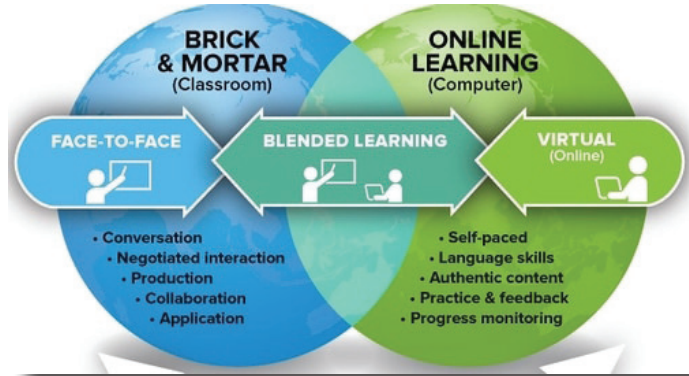 BRICK
& MORTAR
(Classroom)
ONLINE
LEARNING
(Computer)
FACE-TO-FACE
BLENDED LEARNING
VIRTUAL
(Online)
• Conversation
• Negotiated interaction
• Production
• Collaboration
• Application
• Self-paced
• Language skills
• Authentic content
• Practice & feedback
• Progress monitoring